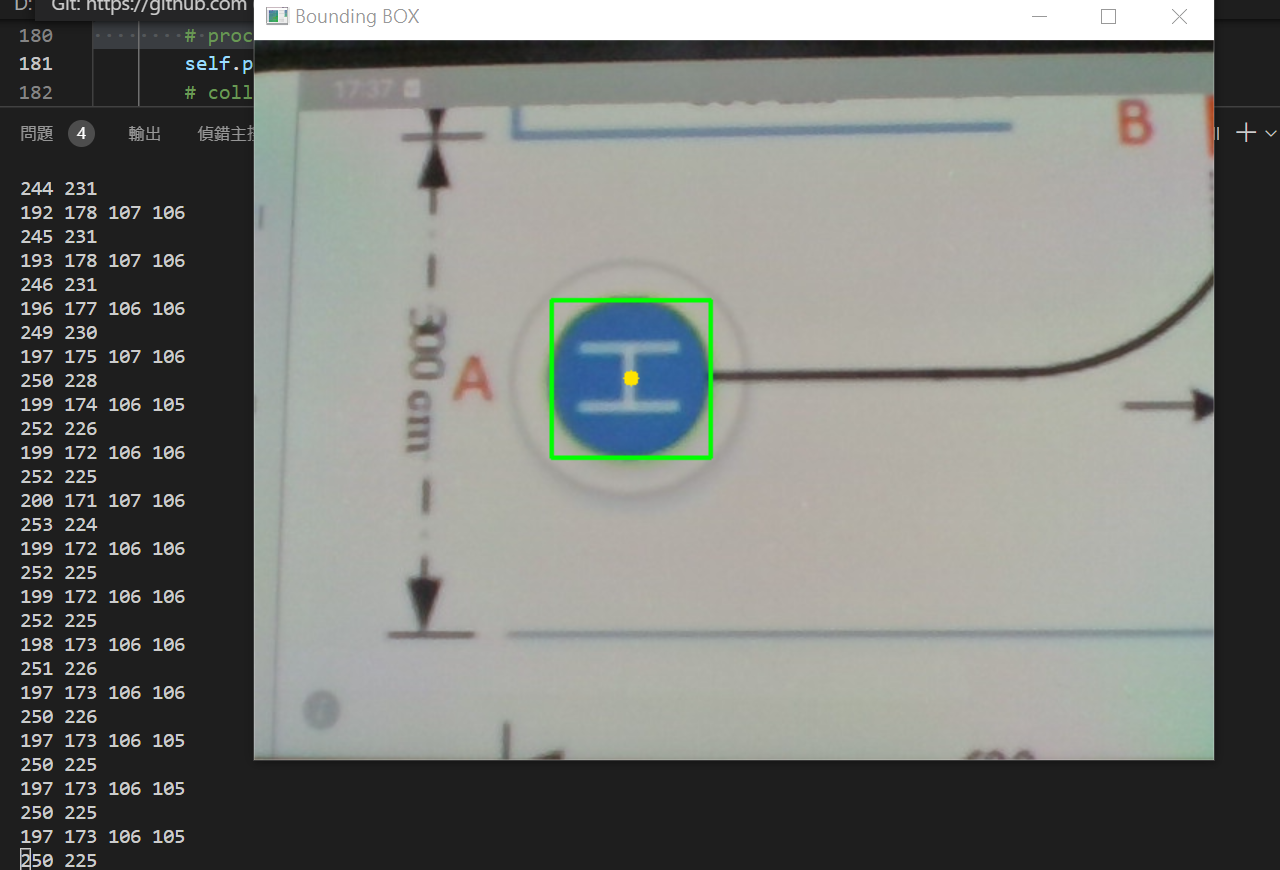 D: Git: https://github.com
Bounding BOX
180 # proc
181 self.p
182 # coll
問題 4 輸出
17:37
B
300 cm
A
H
244 231
192 178 107 106
245 231
193 178 107 106
246 231
196 177 106 106
249 230
197 175 107 106
250 228
199 174 106 105
252 226
199 172 106 106
252 225
200 171 107 106
253 224
199 172 106 106
252 225
199 172 106 106
252 225
198 173 106 106
251 226
197 173 106 106
250 226
197 173 106 105
250 225
197 173 106 105
250 225
197 173 106 105
250 225